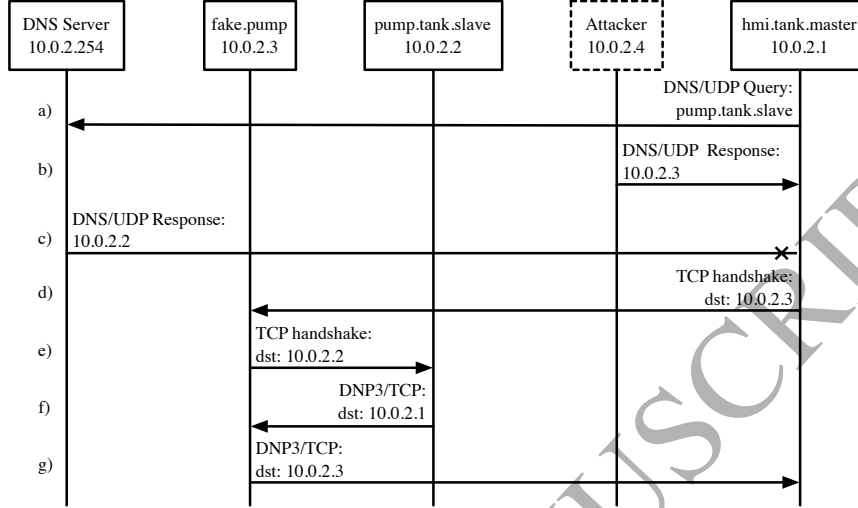 DNS Server
10.0.2.254
fake.pump
10.0.2.3
pump.tank.slave
10.0.2.2
Attacker
10.0.2.4
hmi.tank.master
10.0.2.1
a)
DNS/UDP Query:
pump.tank.slave
b)
DNS/UDP Response:
10.0.2.3
c)
DNS/UDP Response:
10.0.2.2
d)
TCP handshake:
dst: 10.0.2.3
e)
TCP handshake:
dst: 10.0.2.2
f)
DNP3/TCP:
dst: 10.0.2.1
g)
DNP3/TCP:
dst: 10.0.2.3
USCRI